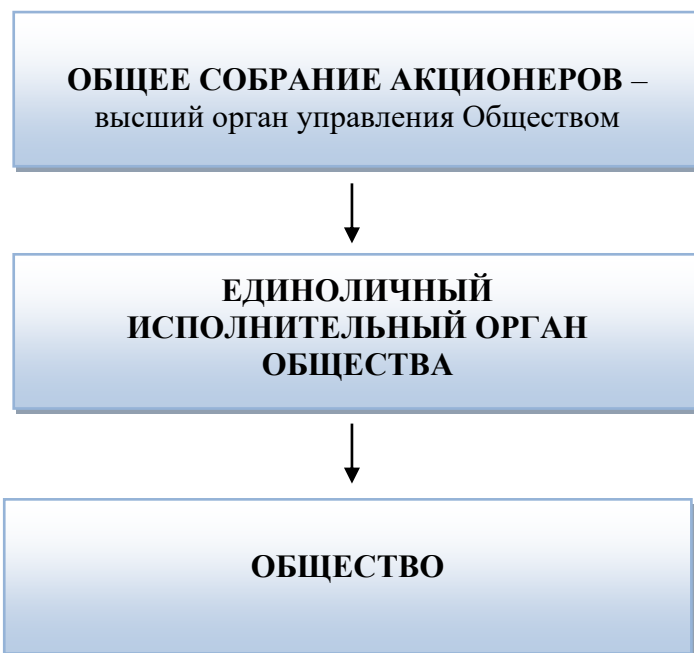 ОБЩЕЕ СОБРАНИЕ АКЦИОНЕРОВ –
высший орган управления Обществом
ЕДИНОЛИЧНЫЙ
ИСПОЛНИТЕЛЬНЫЙ ОРГАН
ОБЩЕСТВА
ОБЩЕСТВО